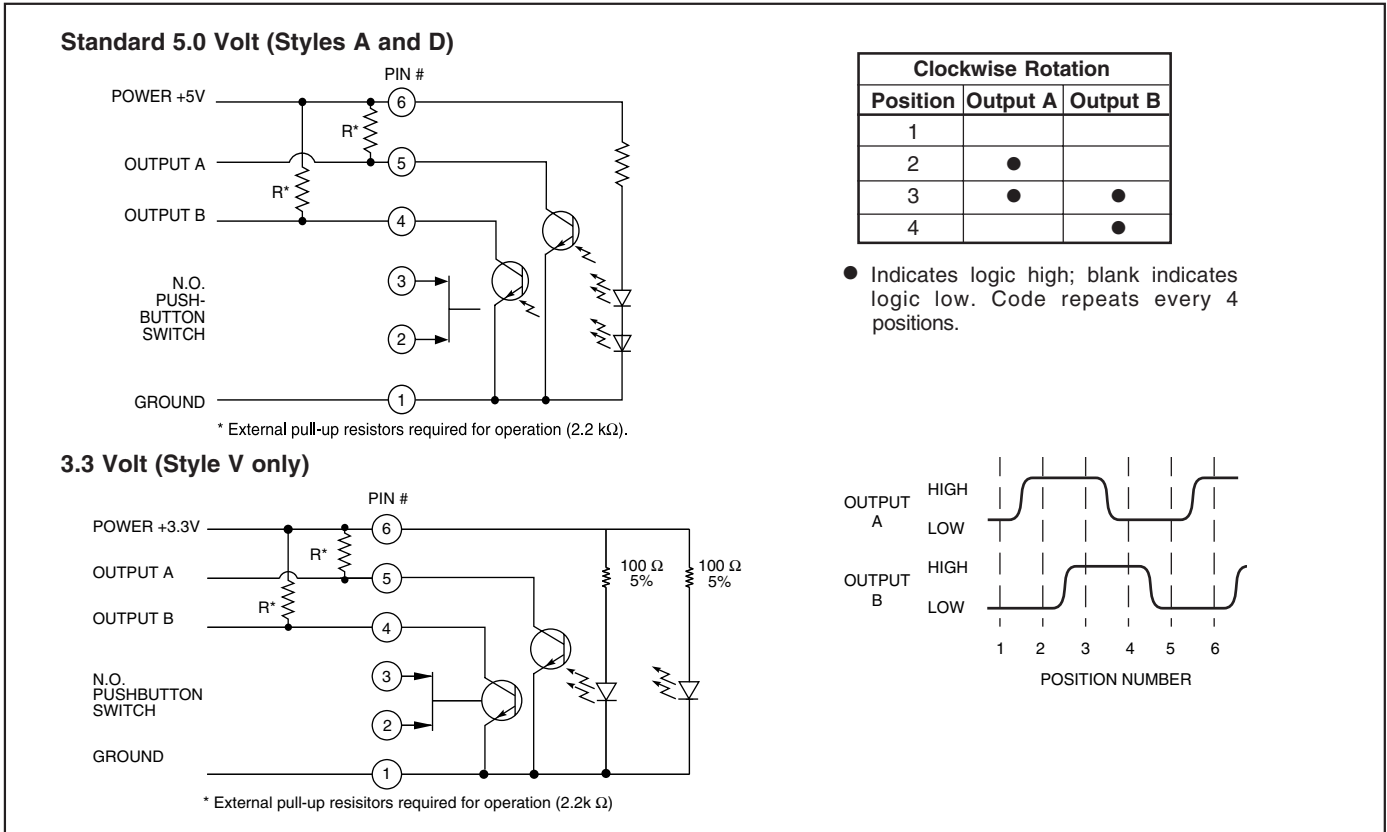 Standard 5.0 Volt (Styles A and D)
PIN #
POWER +5V
6
R*
OUTPUT A
5
R*
OUTPUT B
4
N.O.
PUSH-
BUTTON
SWITCH
3
2
GROUND
1
* External pull-up resistors required for operation (2.2 kΩ).
3.3 Volt (Style V only)
PIN #
POWER +3.3V
6
R*
100 Ω
5%
100 Ω
5%
OUTPUT A
5
R*
OUTPUT B
4
N.O.
PUSHBUTTON
SWITCH
3
2
GROUND
1
* External pull-up resisitors required for operation (2.2k Ω)
Clockwise Rotation
Position Output A Output B
1
2 ●
3 ● ●
4 ●
● Indicates logic high; blank indicates
logic low. Code repeats every 4
positions.
OUTPUT
A
HIGH
LOW
OUTPUT
B
HIGH
LOW
1 2 3 4 5 6
POSITION NUMBER